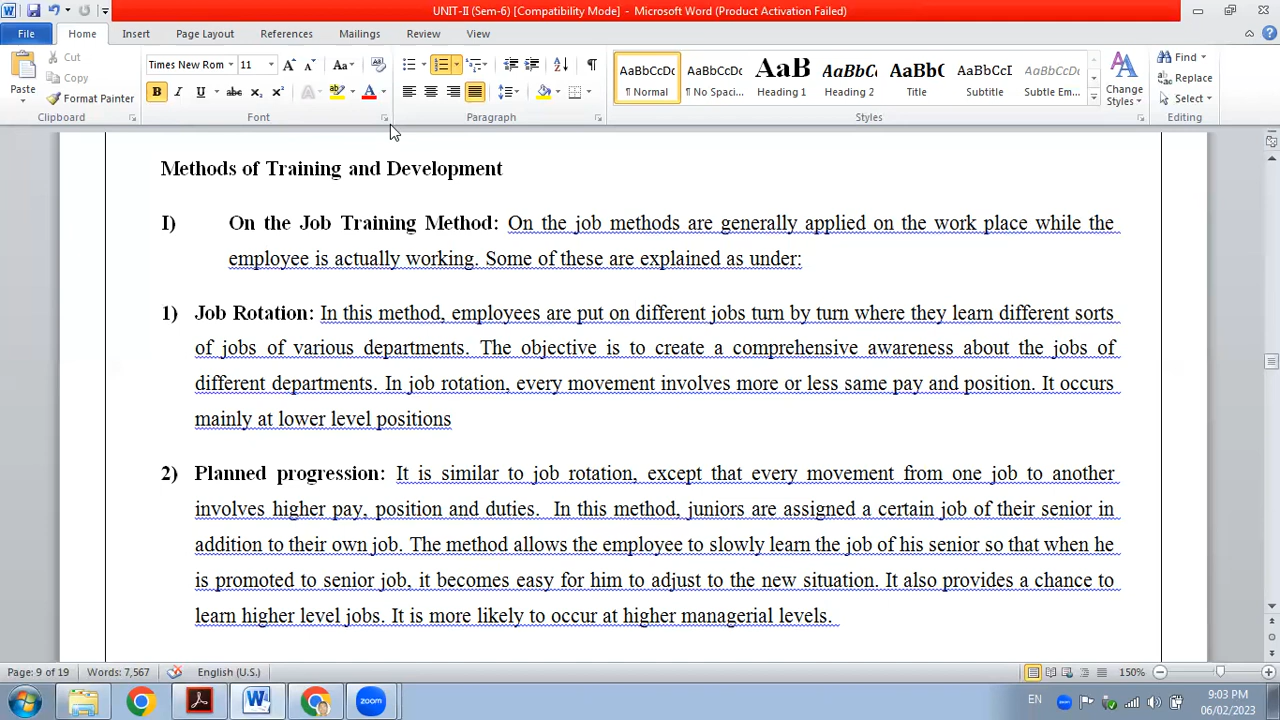 UNIT-II (Sem-6) [Compatibility Mode] - Microsoft Word (Product Activation Failed)
File Home Insert Page Layout References Mailings Review View
Paste
Cut
Copy
Format Painter
Clipboard
Times New Rom 11
Font
Paragraph
AaBbCcDc AaBbCcDc AaB AaBbCc AaBbC AaBbCcI AaBbCcDc
¶ Normal ¶ No Spaci... Heading 1 Heading 2 Title Subtitle Subtle Em...
Change Styles
Styles
Find
Replace
Select
Editing
Methods of Training and Development
I) On the Job Training Method: On the job methods are generally applied on the work place while the
employee is actually working. Some of these are explained as under:
1) Job Rotation: In this method, employees are put on different jobs turn by turn where they learn different sorts
of jobs of various departments. The objective is to create a comprehensive awareness about the jobs of
different departments. In job rotation, every movement involves more or less same pay and position. It occurs
mainly at lower level positions
2) Planned progression: It is similar to job rotation, except that every movement from one job to another
involves higher pay, position and duties. In this method, juniors are assigned a certain job of their senior in
addition to their own job. The method allows the employee to slowly learn the job of his senior so that when he
is promoted to senior job, it becomes easy for him to adjust to the new situation. It also provides a chance to
learn higher level jobs. It is more likely to occur at higher managerial levels.
Page: 9 of 19 Words: 7,567 English (U.S.) 150%
zoom
EN
9:03 PM
06/02/2023